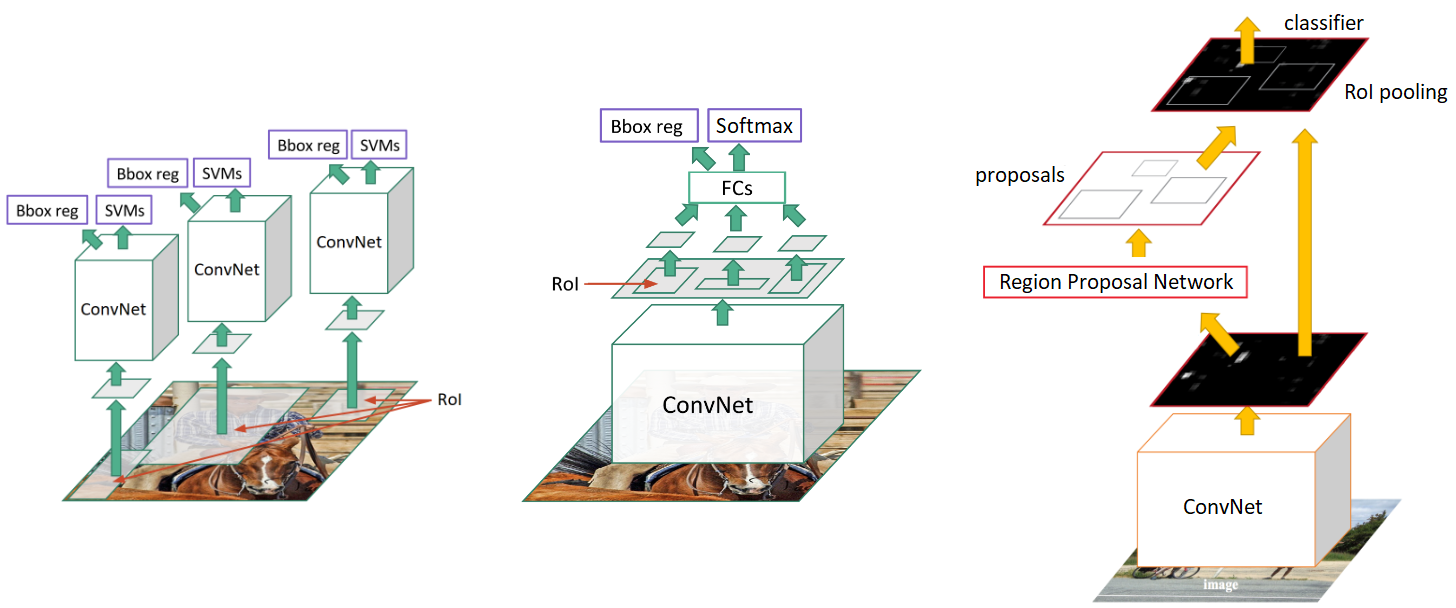 Bbox reg
SVMs
ConvNet
Bbox reg
SVMs
ConvNet
Bbox reg
SVMs
ConvNet
RoI
Bbox reg
Softmax
FCs
RoI
ConvNet
classifier
RoI pooling
proposals
Region Proposal Network
ConvNet
image